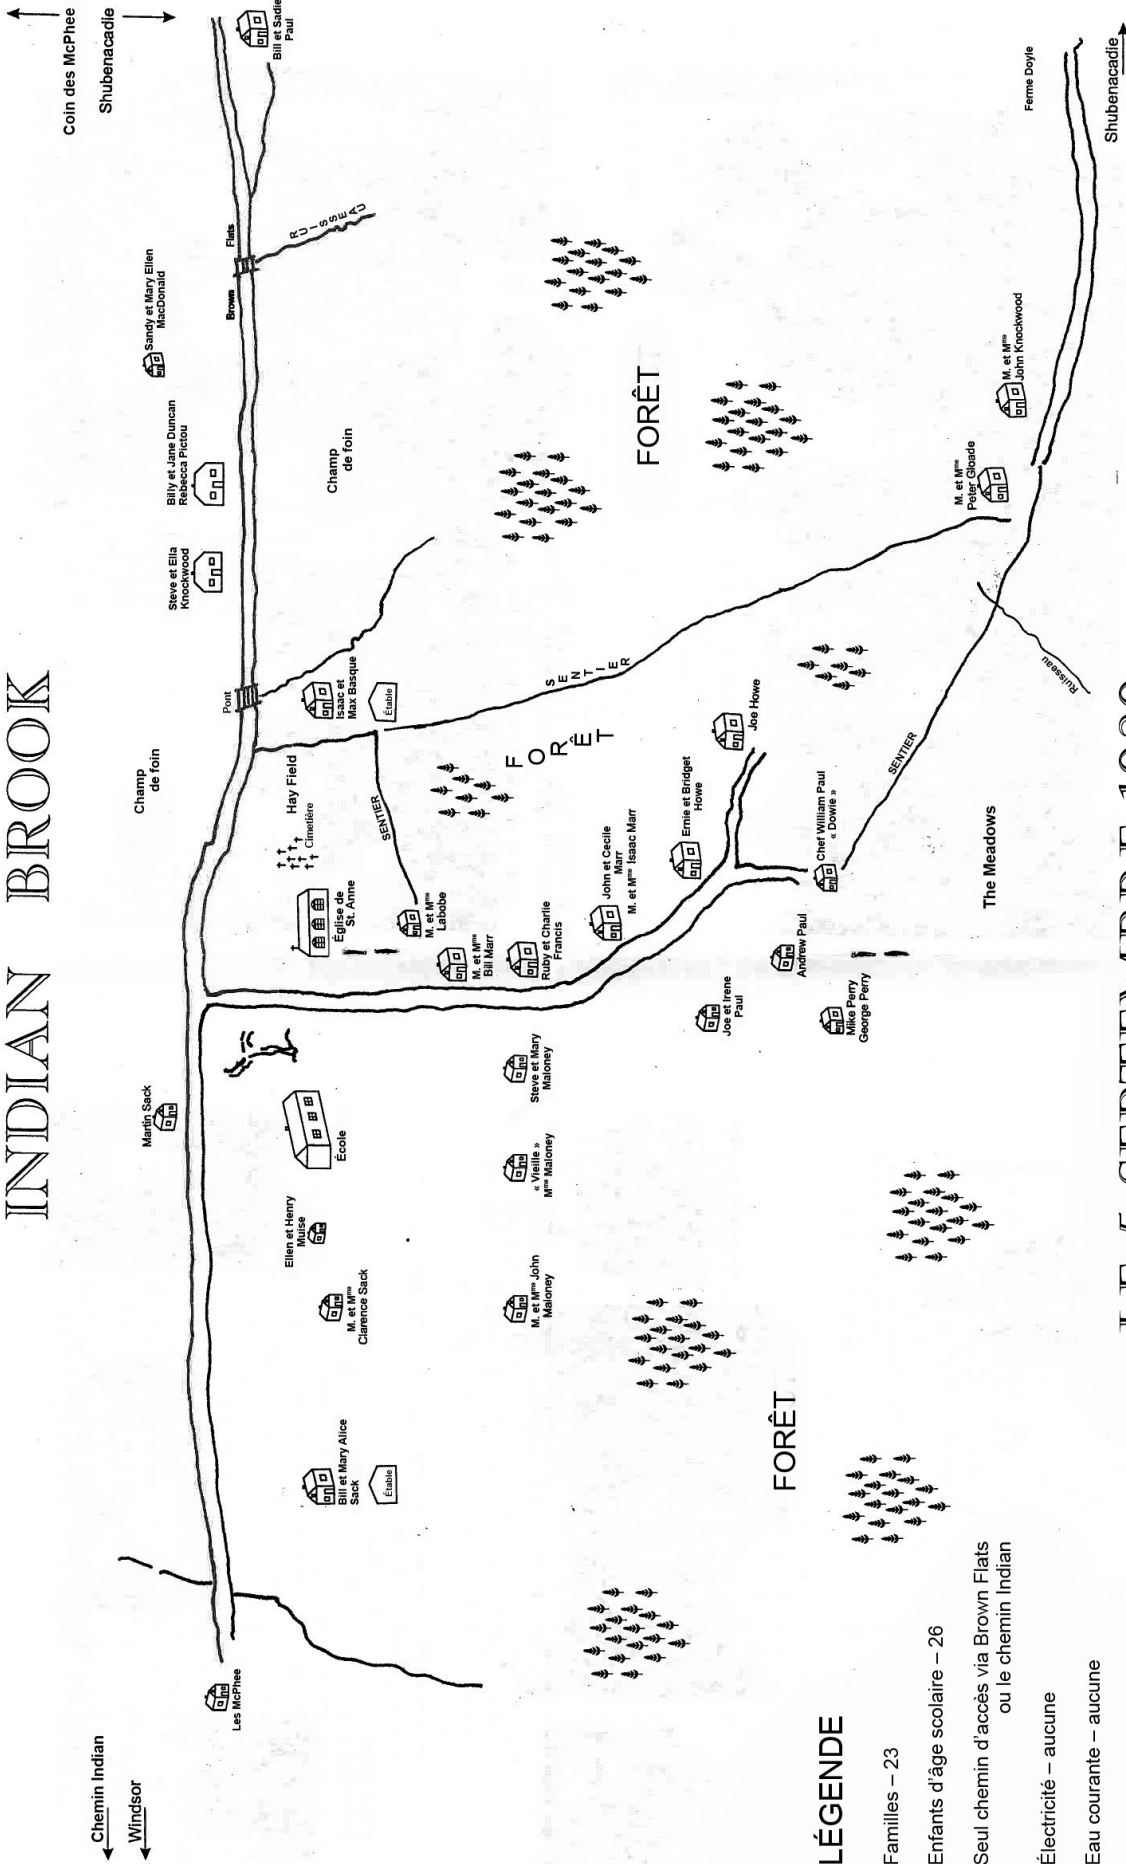 INDIAN BROOK
Chemin Indian
Windsor
Coin des McPhee
Shubenacadie
Les McPhee
Martin Sack
Champ
de foin
Pont
Steve et Ella
Knockwood
Billy et Jane Duncan
Rebecca Pictou
Sandy et Mary Ellen
MacDonald
Brown
Flats
RUISSEAU
Bill et Sadie
Paul
Bill et Mary Alice
Sack
Étable
M. et Mme
Clarence Sack
Ellen et Henry
Muise
École
Église de
St. Anne
Cimetière
Hay Field
Isaac et
Max Basque
Étable
Champ
de foin
SENTIER
M. et Mme
Labobe
M. et Mme
Bill Marr
Ruby et Charlie
Francis
M. et Mme John
Maloney
« Vieille »
Mme Maloney
Steve et Mary
Maloney
John et Cecile
Marr
M. et Mme Isaac Marr
FORÊT
SENTIER
FORÊT
Ernie et Bridget
Howe
Joe Howe
Joe et Irene
Paul
Andrew Paul
Mike Perry
George Perry
Chef William Paul
« Dowie »
SENTIER
The Meadows
Ruisseau
M. et Mme
Peter Gloade
M. et Mme
John Knockwood
Ferme Doyle
Shubenacadie
FORÊT
LÉGENDE
Familles – 23
Enfants d'âge scolaire – 26
Seul chemin d'accès via Brown Flats
ou le chemin Indian
Électricité – aucune
Eau courante – aucune